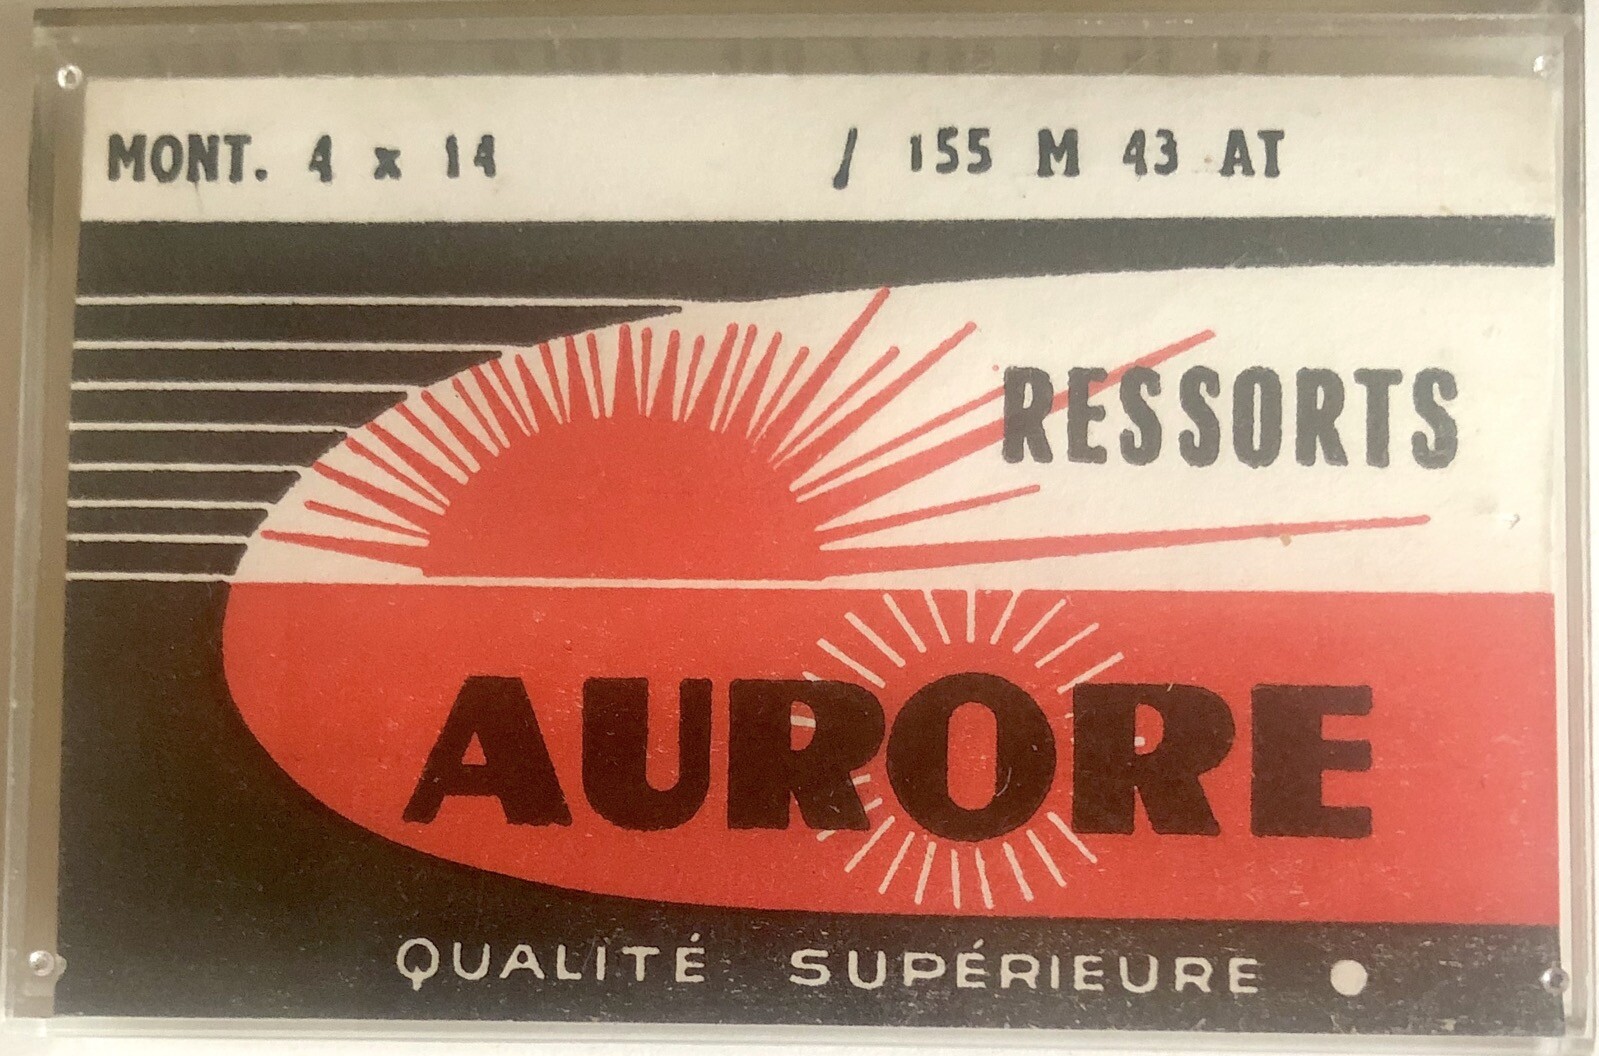 MONT. 4 x 14 / 155 M 43 AT
RESSORTS
AURORE
QUALITÉ SUPÉRIEURE